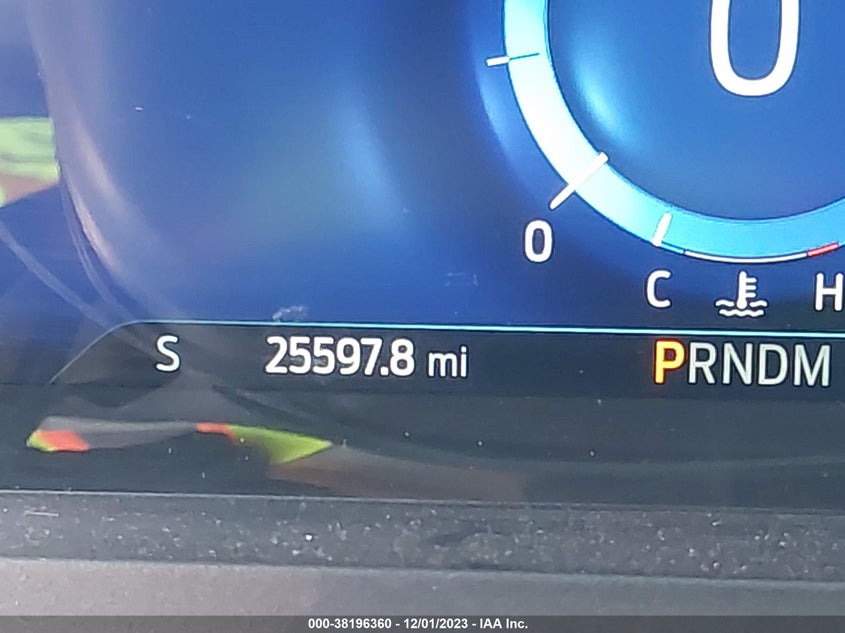 0
0
C H
S 25597.8 mi PRNDM
000-38196360 - 12/01/2023 - IAA Inc.